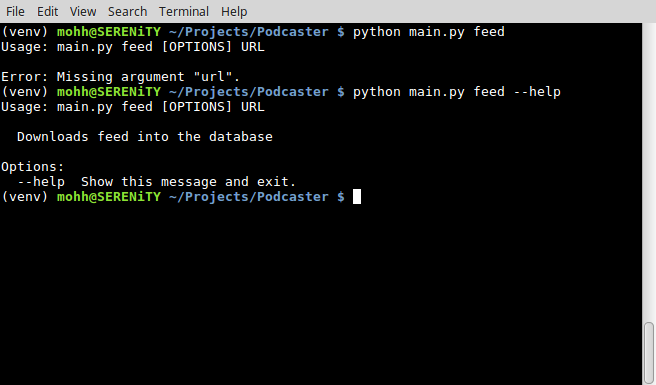 File Edit View Search Terminal Help
(venv) mohh@SERENiTY ~/Projects/Podcaster $ python main.py feed
Usage: main.py feed [OPTIONS] URL
Error: Missing argument "url".
(venv) mohh@SERENiTY ~/Projects/Podcaster $ python main.py feed --help
Usage: main.py feed [OPTIONS] URL
Downloads feed into the database
Options:
--help  Show this message and exit.
(venv) mohh@SERENiTY ~/Projects/Podcaster $